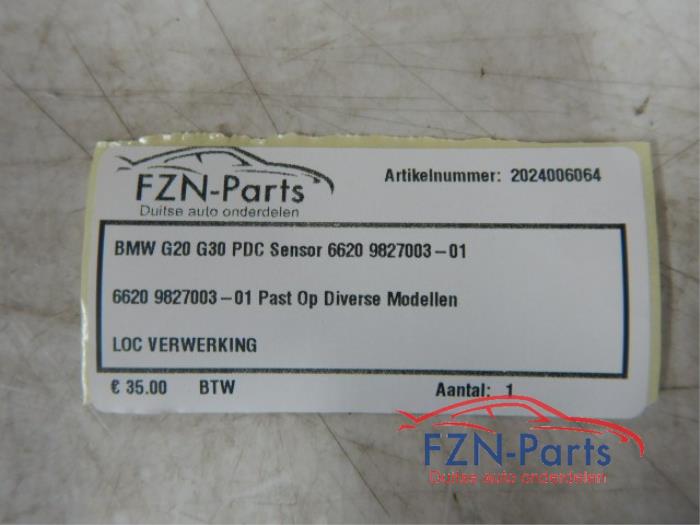 FZN-Parts
Duitse auto onderdelen
Artikelnummer: 2024006064
BMW G20 G30 PDC Sensor 6620 9827003-01
6620 9827003-01 Past Op Diverse Modellen
LOC VERWERKING
€ 35.00 BTW Aantal: 1
FZN-Parts
Duitse auto onderdelen